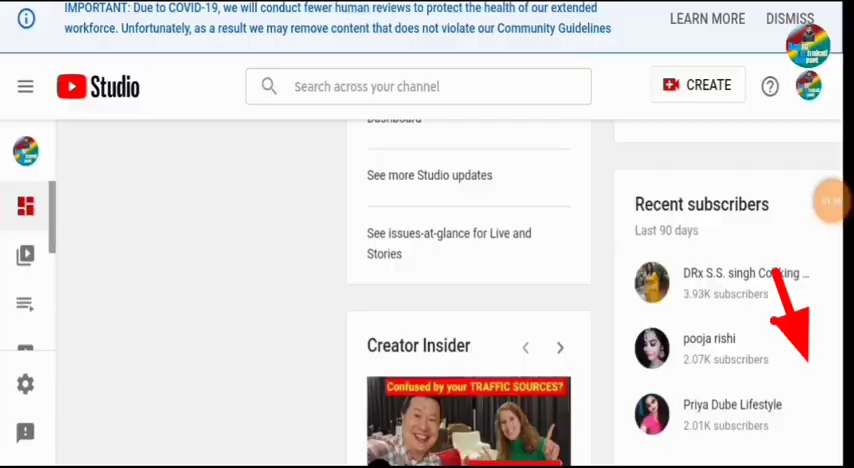 IMPORTANT: Due to COVID-19, we will conduct fewer human reviews to protect the health of our extended
workforce. Unfortunately, as a result we may remove content that does not violate our Community Guidelines
LEARN MORE
DISMISS
Studio
Search across your channel
CREATE
Dashboard
See more Studio updates
See issues-at-glance for Live and
Stories
Creator Insider
Confused by your TRAFFIC SOURCES?
Recent subscribers
Last 90 days
DRx S.S. singh Cooking ...
3.93K subscribers
pooja rishi
2.07K subscribers
Priya Dube Lifestyle
2.01K subscribers